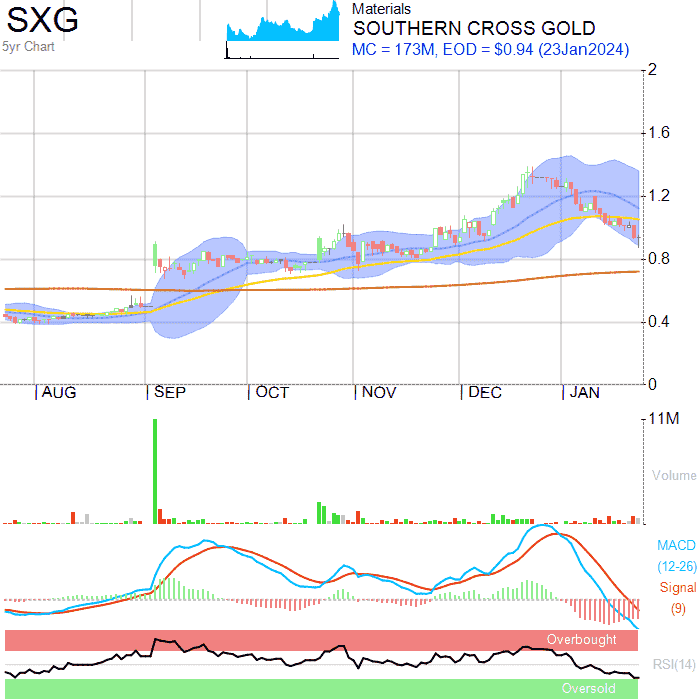 SXG
5yr Chart
Materials
SOUTHERN CROSS GOLD
MC = 173M, EOD = $0.94 (23Jan2024)
2
1.6
1.2
0.8
0.4
0
AUG SEP OCT NOV DEC JAN
11M
Volume
MACD
(12-26)
Signal
(9)
Overbought
RSI(14)
Oversold